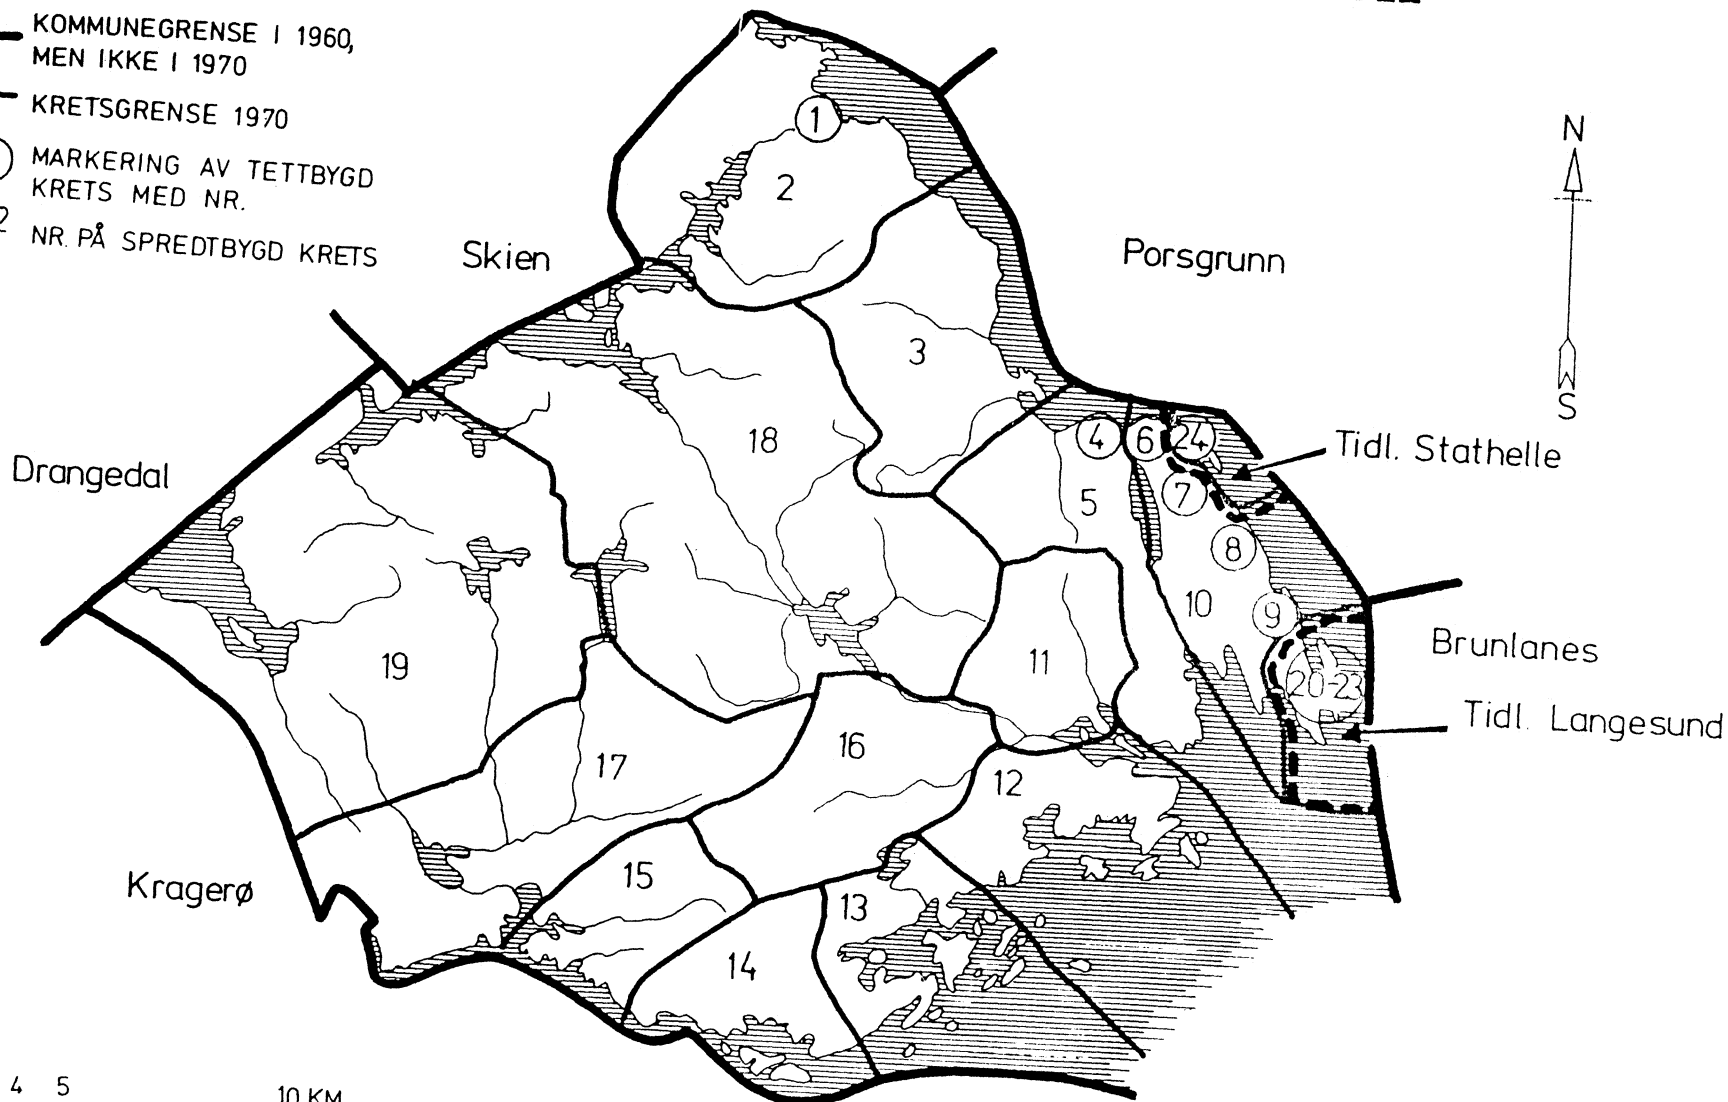 KOMMUNEGRENSE I 1960,
MEN IKKE I 1970
KRETSGRENSE 1970
MARKERING AV TETTBYGD
KRETS MED NR.
2 NR. PÅ SPREDTBYGD KRETS
N
S
Skien
Porsgrunn
Drangedal
Tidl. Stathelle
Brunlanes
Tidl. Langesund
Kragerø
1
2
3
18
4
6
24
5
7
8
10
9
11
19
20-23
16
17
12
15
13
14
4 5
10 KM